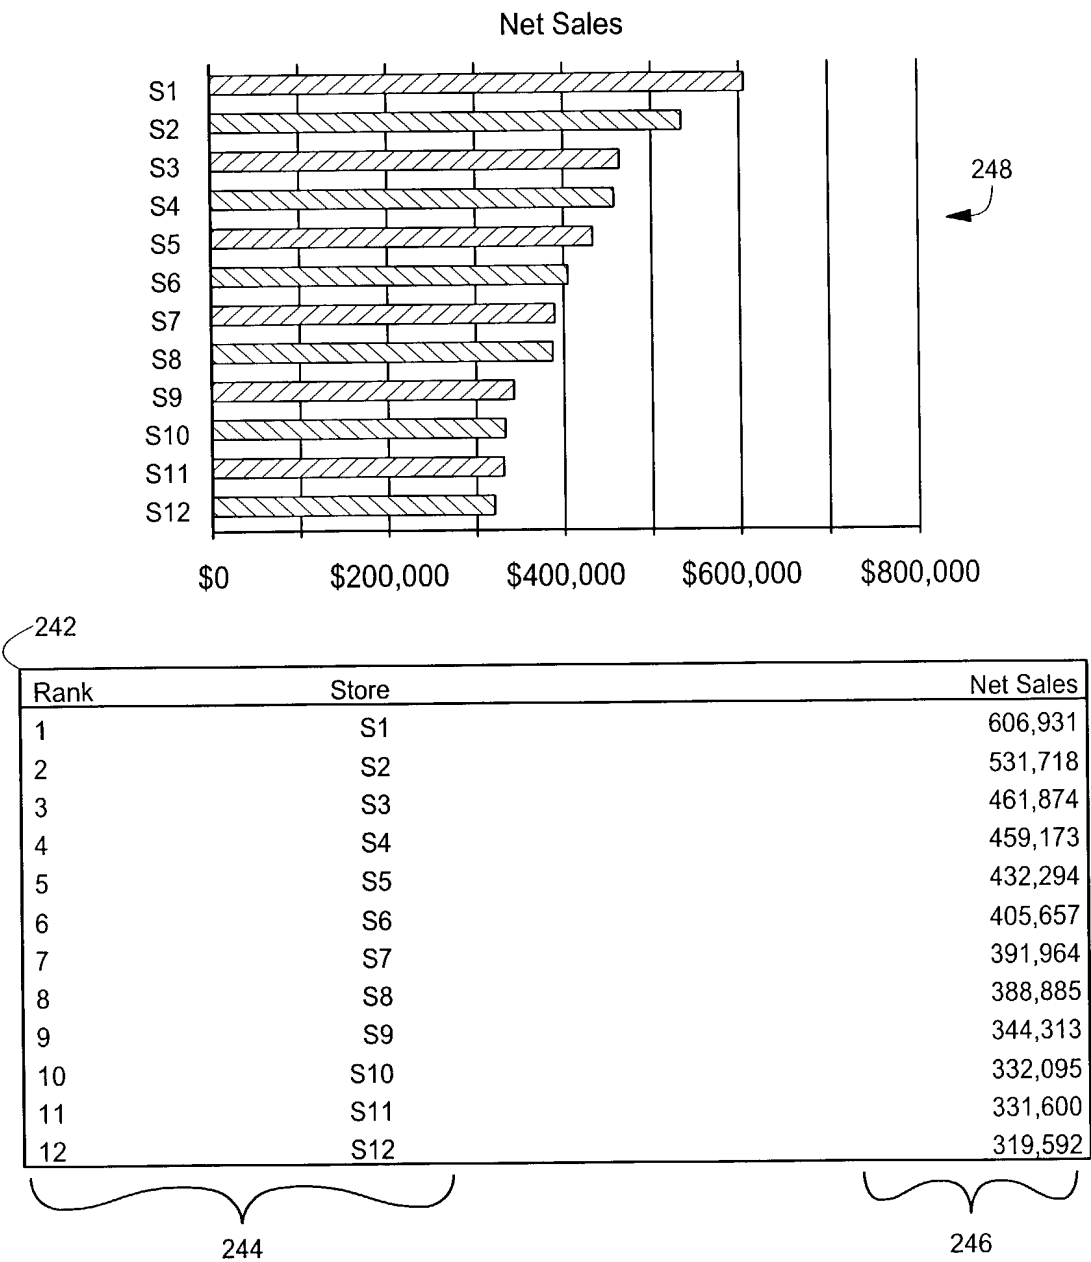 Net Sales
S1
S2
S3
248
S4
S5
S6
S7
S8
S9
S10
S11
S12
$0 $200,000 $400,000 $600,000 $800,000
242
Rank Store Net Sales
1 S1 606,931
2 S2 531,718
3 S3 461,874
4 S4 459,173
5 S5 432,294
6 S6 405,657
7 S7 391,964
8 S8 388,885
9 S9 344,313
10 S10 332,095
11 S11 331,600
12 S12 319,592
244 246